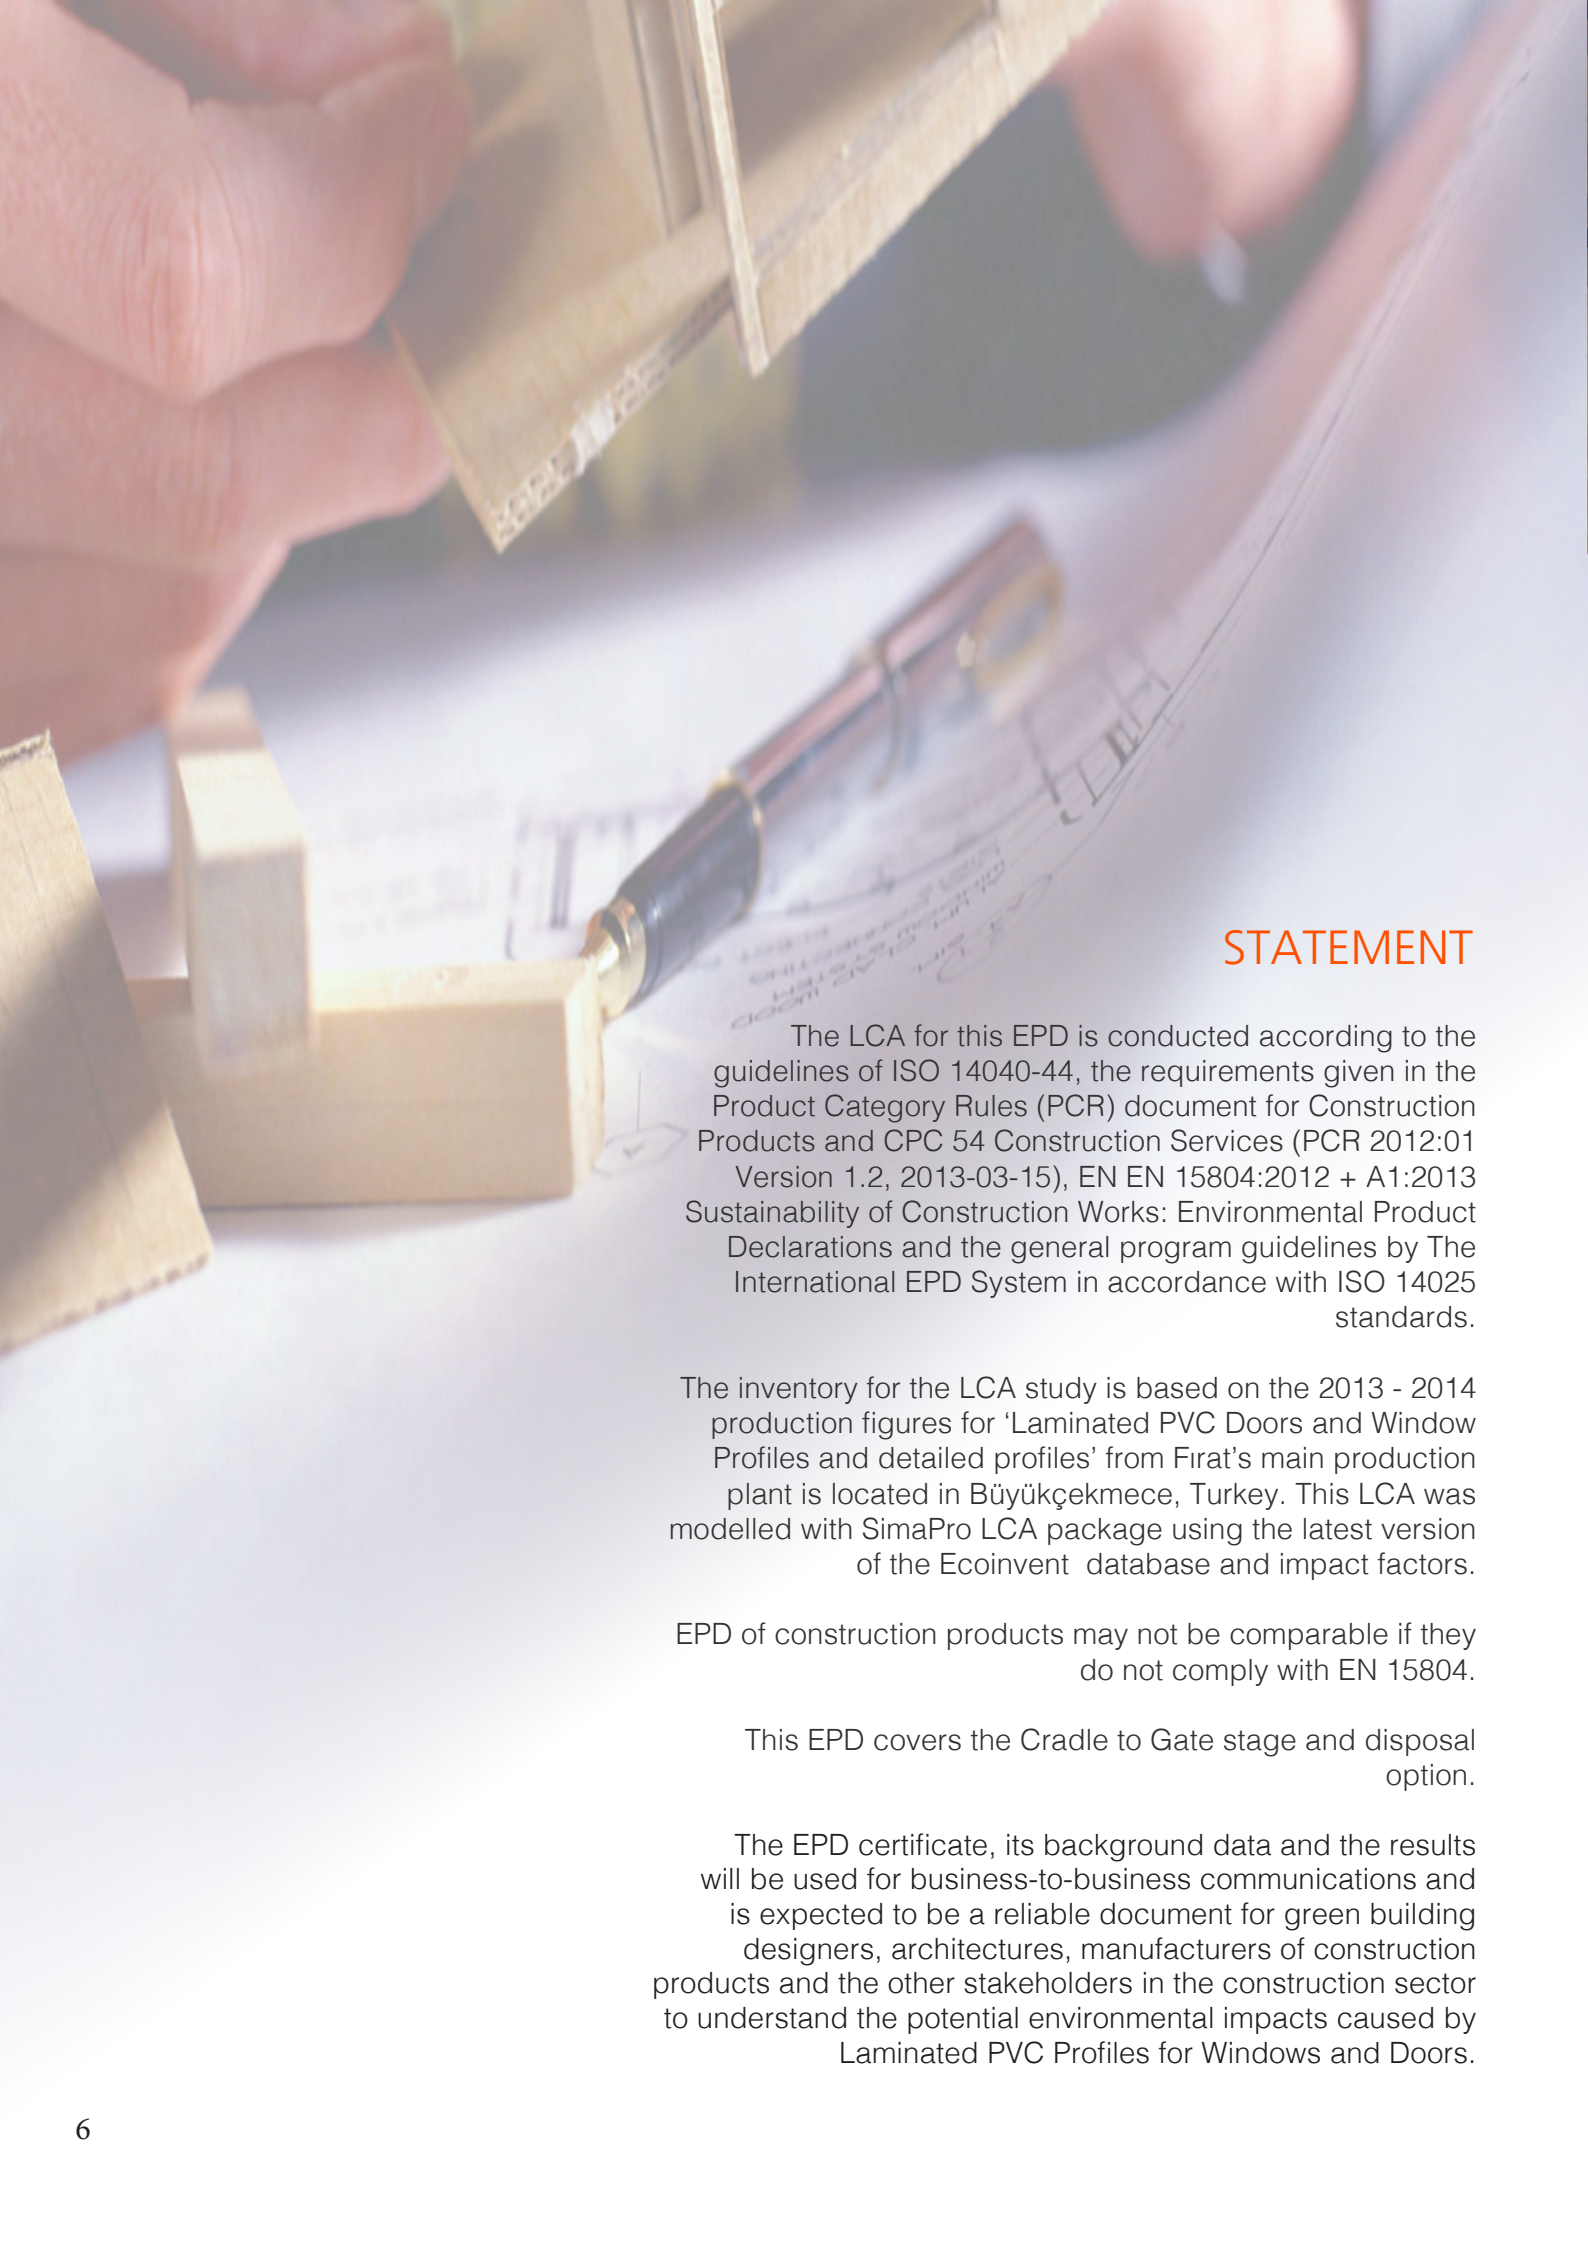 STATEMENT
The LCA for this EPD is conducted according to the
guidelines of ISO 14040-44, the requirements given in the
Product Category Rules (PCR) document for Construction
Products and CPC 54 Construction Services (PCR 2012:01
Version 1.2, 2013-03-15), EN EN 15804:2012 + A1:2013
Sustainability of Construction Works: Environmental Product
Declarations and the general program guidelines by The
International EPD System in accordance with ISO 14025
standards.
The inventory for the LCA study is based on the 2013 - 2014
production figures for ‘Laminated PVC Doors and Window
Profiles and detailed profiles’ from Fırat’s main production
plant is located in Büyükçekmece, Turkey. This LCA was
modelled with SimaPro LCA package using the latest version
of the Ecoinvent database and impact factors.
EPD of construction products may not be comparable if they
do not comply with EN 15804.
This EPD covers the Cradle to Gate stage and disposal
option.
The EPD certificate, its background data and the results
will be used for business-to-business communications and
is expected to be a reliable document for green building
designers, architectures, manufacturers of construction
products and the other stakeholders in the construction sector
to understand the potential environmental impacts caused by
Laminated PVC Profiles for Windows and Doors.
6